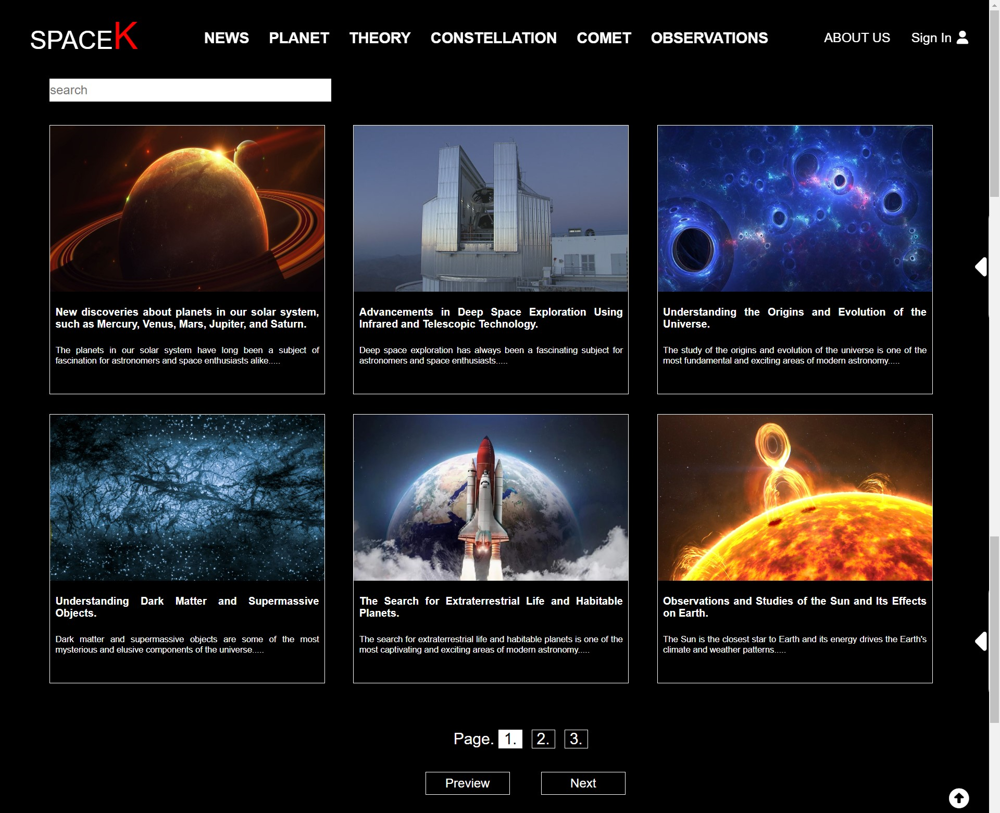 SPACEK NEWS PLANET THEORY CONSTELLATION COMET OBSERVATIONS ABOUT US Sign In
search
New discoveries about planets in our solar system,
such as Mercury, Venus, Mars, Jupiter, and Saturn.
The planets in our solar system have long been a subject of
fascination for astronomers and space enthusiasts alike.....
Advancements in Deep Space Exploration Using
Infrared and Telescopic Technology.
Deep space exploration has always been a fascinating subject for
astronomers and space enthusiasts.....
Understanding the Origins and Evolution of the
Universe.
The study of the origins and evolution of the universe is one of the
most fundamental and exciting areas of modern astronomy.....
Understanding Dark Matter and Supermassive
Objects.
Dark matter and supermassive objects are some of the most
mysterious and elusive components of the universe.....
The Search for Extraterrestrial Life and Habitable
Planets.
The search for extraterrestrial life and habitable planets is one of the
most captivating and exciting areas of modern astronomy.....
Observations and Studies of the Sun and Its Effects
on Earth.
The Sun is the closest star to Earth and its energy drives the Earth's
climate and weather patterns.....
Page. 1. 2. 3.
Preview Next